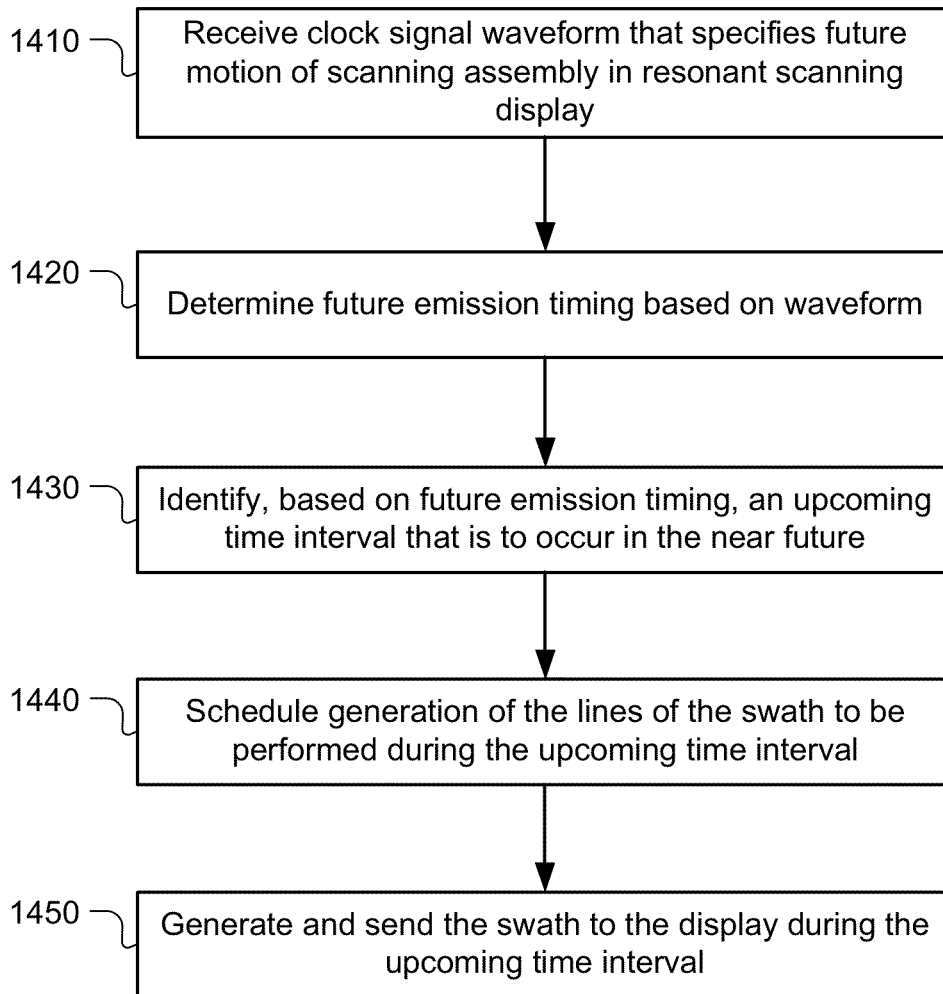 1410
Receive clock signal waveform that specifies future
motion of scanning assembly in resonant scanning
display
1420
Determine future emission timing based on waveform
1430
Identify, based on future emission timing, an upcoming
time interval that is to occur in the near future
1440
Schedule generation of the lines of the swath to be
performed during the upcoming time interval
1450
Generate and send the swath to the display during the
upcoming time interval